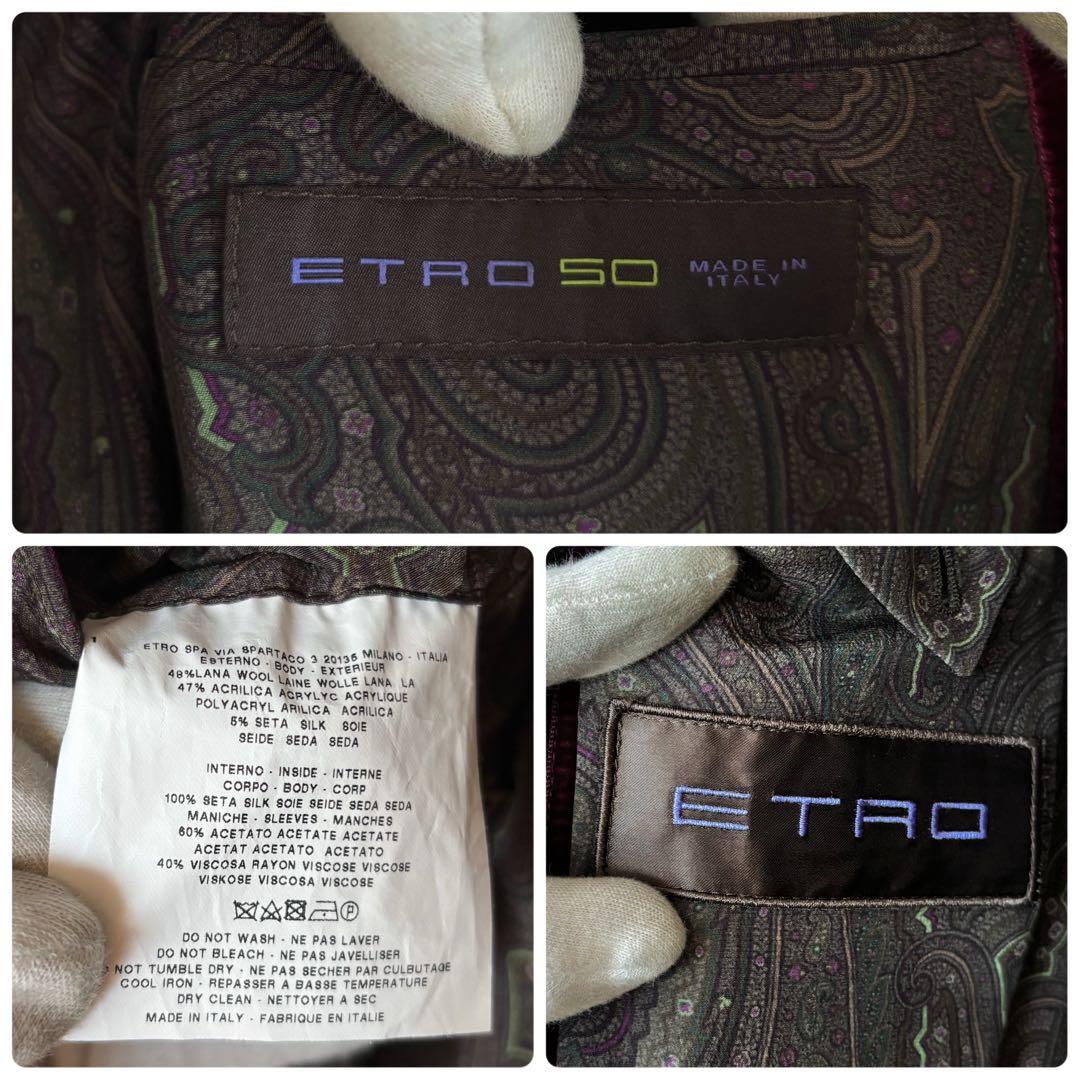 ETRO 50 MADE IN
ITALY
1
ETRO SPA VIA SPARTACO 3 20135 MILANO - ITALIA
ESTERNO - BODY - EXTERIEUR
48%LANA WOOL LAINE WOLLE LANA LA
47% ACRILICA ACRYLYC ACRYLIQUE
POLYACRYL ARILICA ACRILICA
5% SETA SILK SOIE
SEIDE SEDA SEDA
INTERNO - INSIDE - INTERNE
CORPO - BODY - CORP
100% SETA SILK SOIE SEIDE SEDA SEDA
MANICHE - SLEEVES - MANCHES
60% ACETATO ACETATE ACETATE
ACETAT ACETATO ACETATO
40% VISCOSA RAYON VISCOSE VISCOSE
VISKOSE VISCOSA VISCOSE
DO NOT WASH - NE PAS LAVER
DO NOT BLEACH - NE PAS JAVELLISER
NOT TUMBLE DRY - NE PAS SECHER PAR CULBUTAGE
COOL IRON - REPASSER A BASSE TEMPERATURE
DRY CLEAN - NETTOYER A SEC
MADE IN ITALY - FABRIQUE EN ITALIE
ETRO